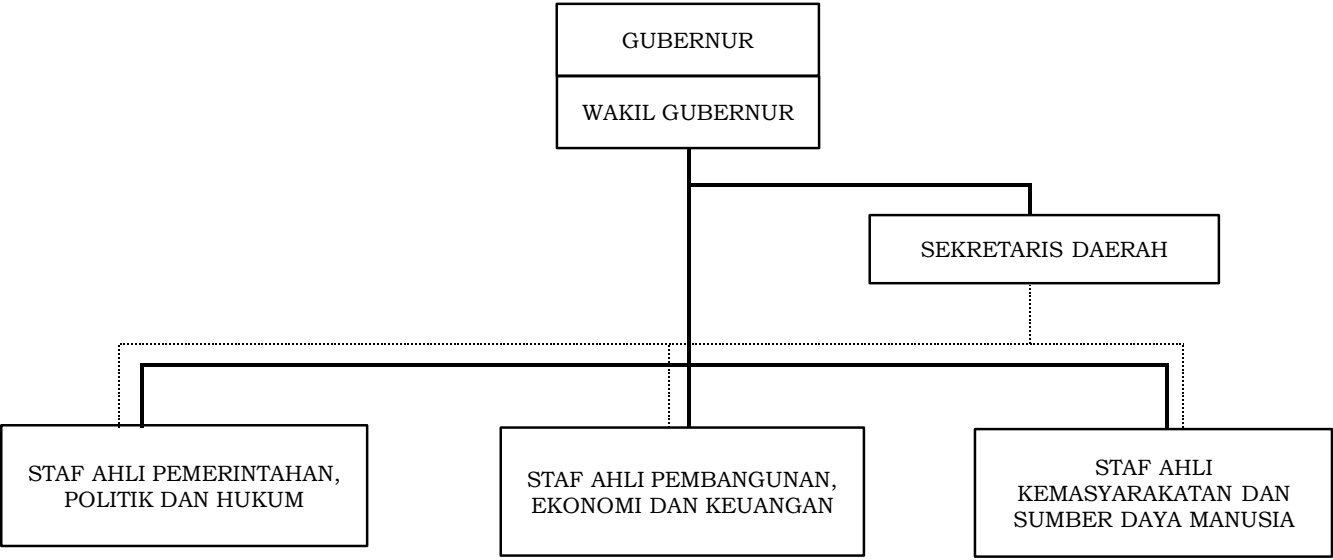 GUBERNUR
WAKIL GUBERNUR
SEKRETARIS DAERAH
STAF AHLI PEMERINTAHAN,
POLITIK DAN HUKUM
STAF AHLI PEMBANGUNAN,
EKONOMI DAN KEUANGAN
STAF AHLI
KEMASYARAKATAN DAN
SUMBER DAYA MANUSIA